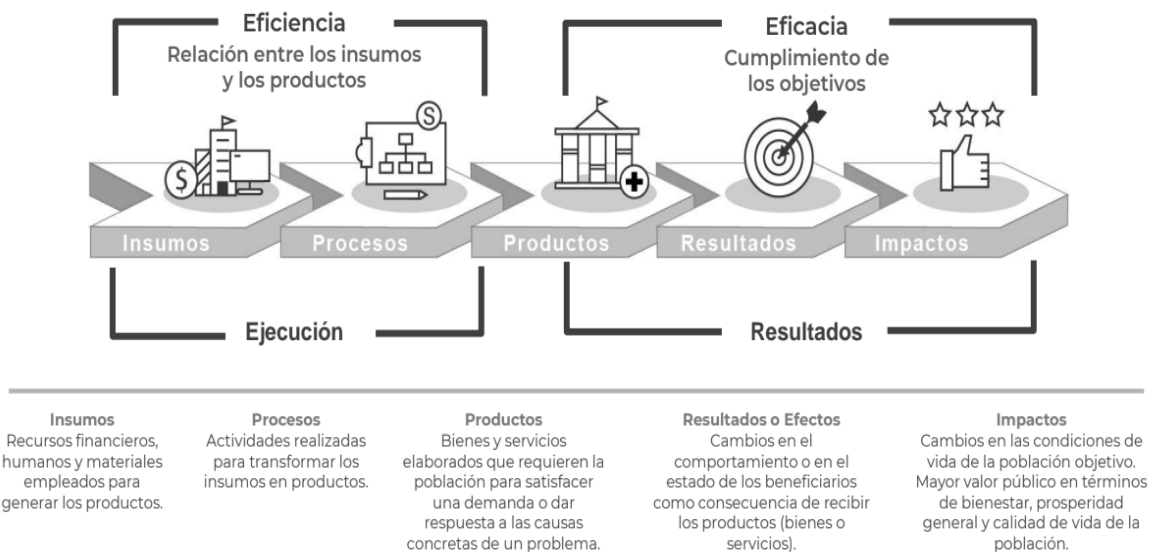 Eficiencia
Relación entre los insumos
y los productos
Eficacia
Cumplimiento de
los objetivos
$
S
Insumos
Procesos
Productos
Resultados
Impactos
Ejecución
Resultados
Insumos
Recursos financieros,
humanos y materiales
empleados para
generar los productos.
Procesos
Actividades realizadas
para transformar los
insumos en productos.
Productos
Bienes y servicios
elaborados que requieren la
población para satisfacer
una demanda o dar
respuesta a las causas
concretas de un problema.
Resultados o Efectos
Cambios en el
comportamiento o en el
estado de los beneficiarios
como consecuencia de recibir
los productos (bienes o
servicios).
Impactos
Cambios en las condiciones de
vida de la población objetivo.
Mayor valor público en términos
de bienestar, prosperidad
general y calidad de vida de la
población.